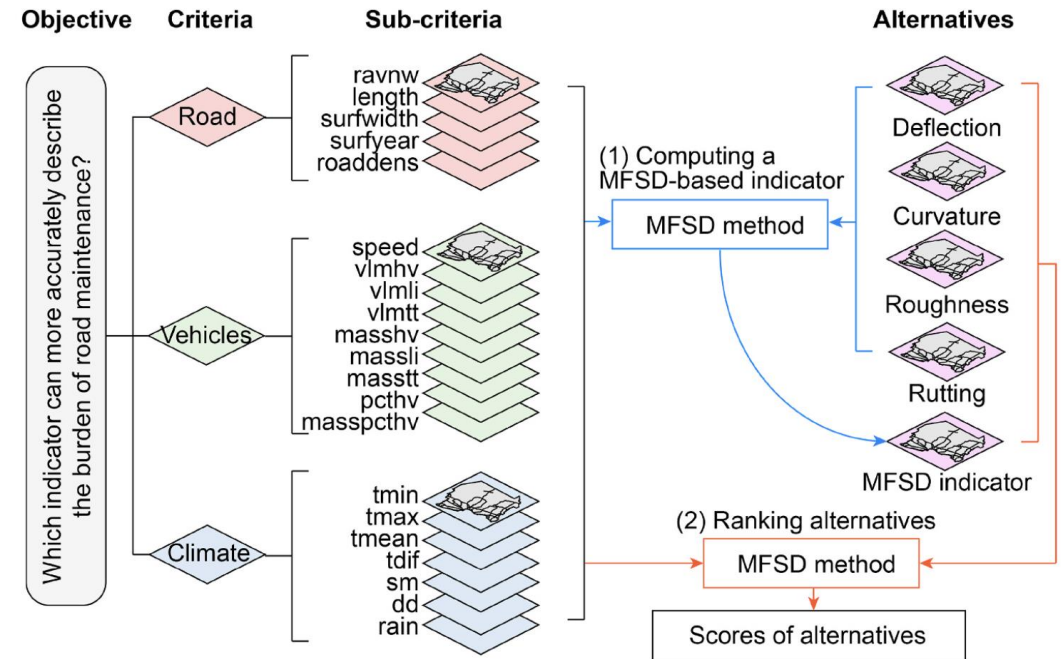 Objective
Criteria
Sub-criteria
Alternatives
Which indicator can more accurately describe
the burden of road maintenance?
Road
ravnw
length
surfwidth
surfyear
roaddens
Vehicles
speed
vlmhv
vlmli
vlmtt
masshv
massli
masstt
pcthv
masspcthv
Climate
tmin
tmax
tmean
tdif
sm
dd
rain
(1) Computing a
MFSD-based indicator
MFSD method
Deflection
Curvature
Roughness
Rutting
MFSD indicator
(2) Ranking alternatives
MFSD method
Scores of alternatives